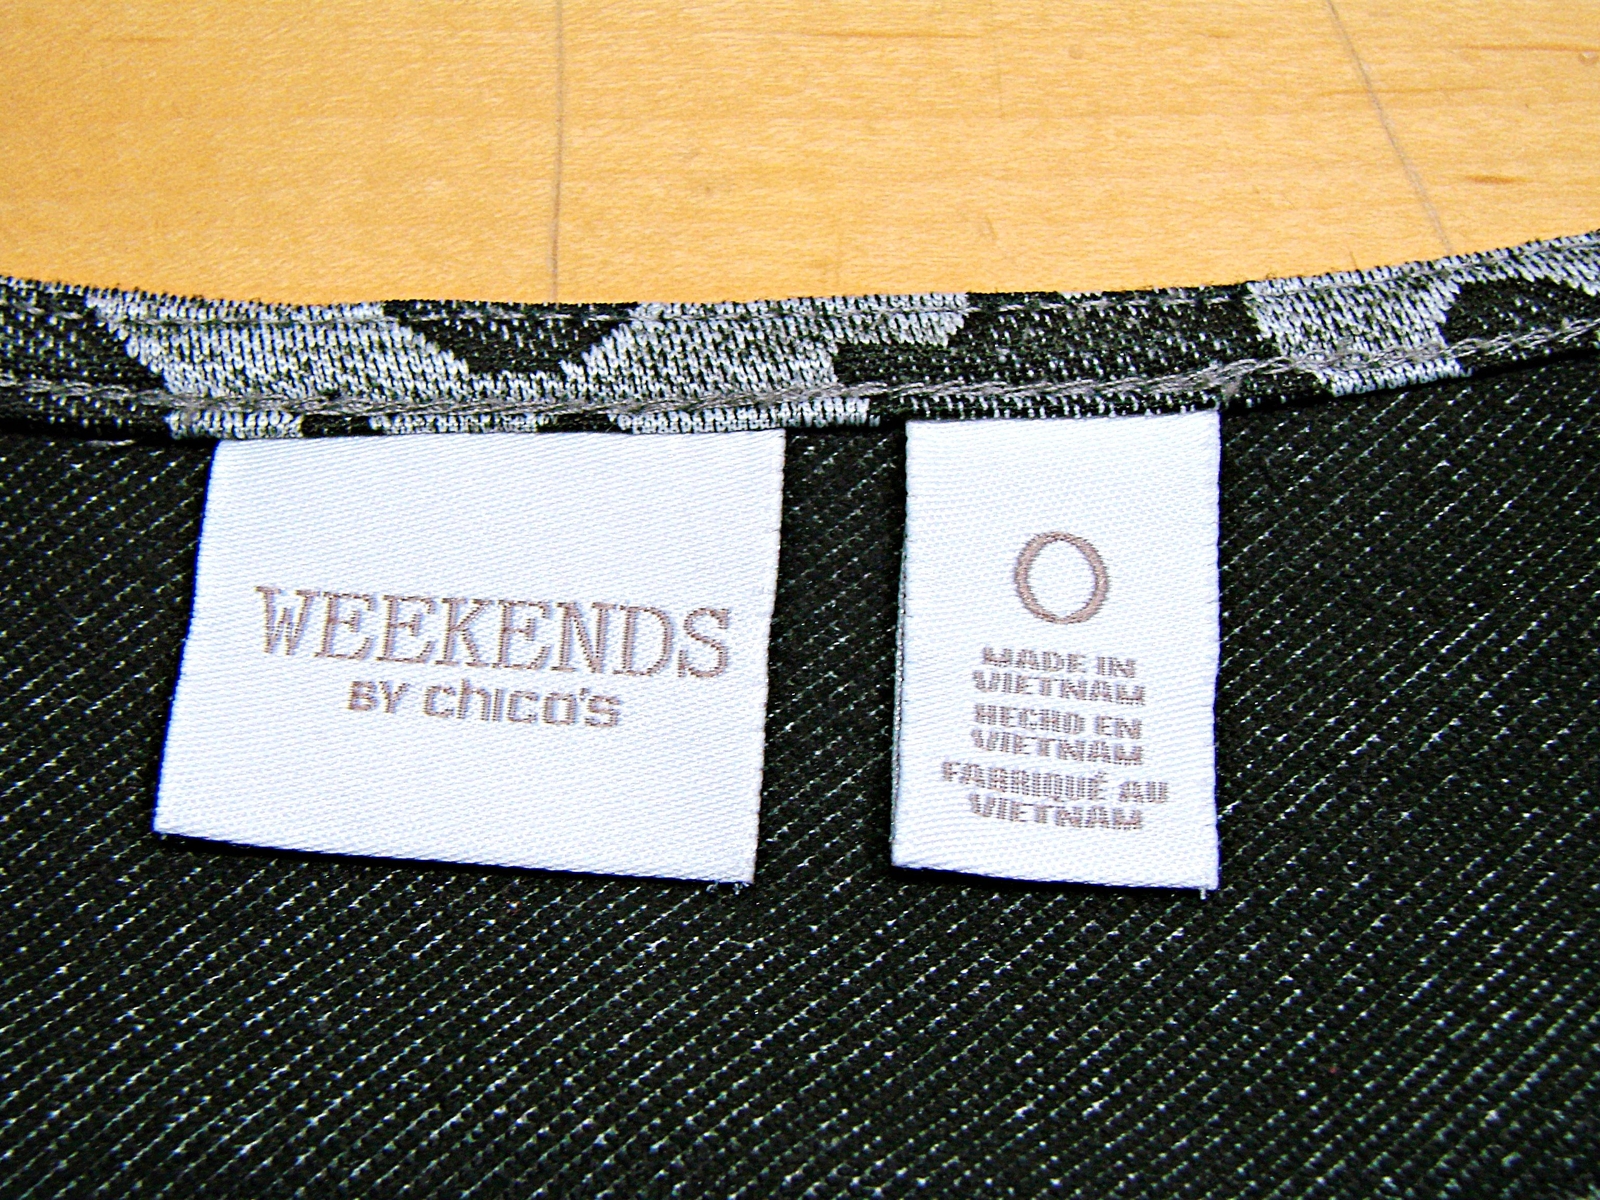 WEEKENDS
BY chico's
0
MADE IN
VIETNAM
HECHO EN
VIETNAM
FABRIQUÉ AU
VIETNAM